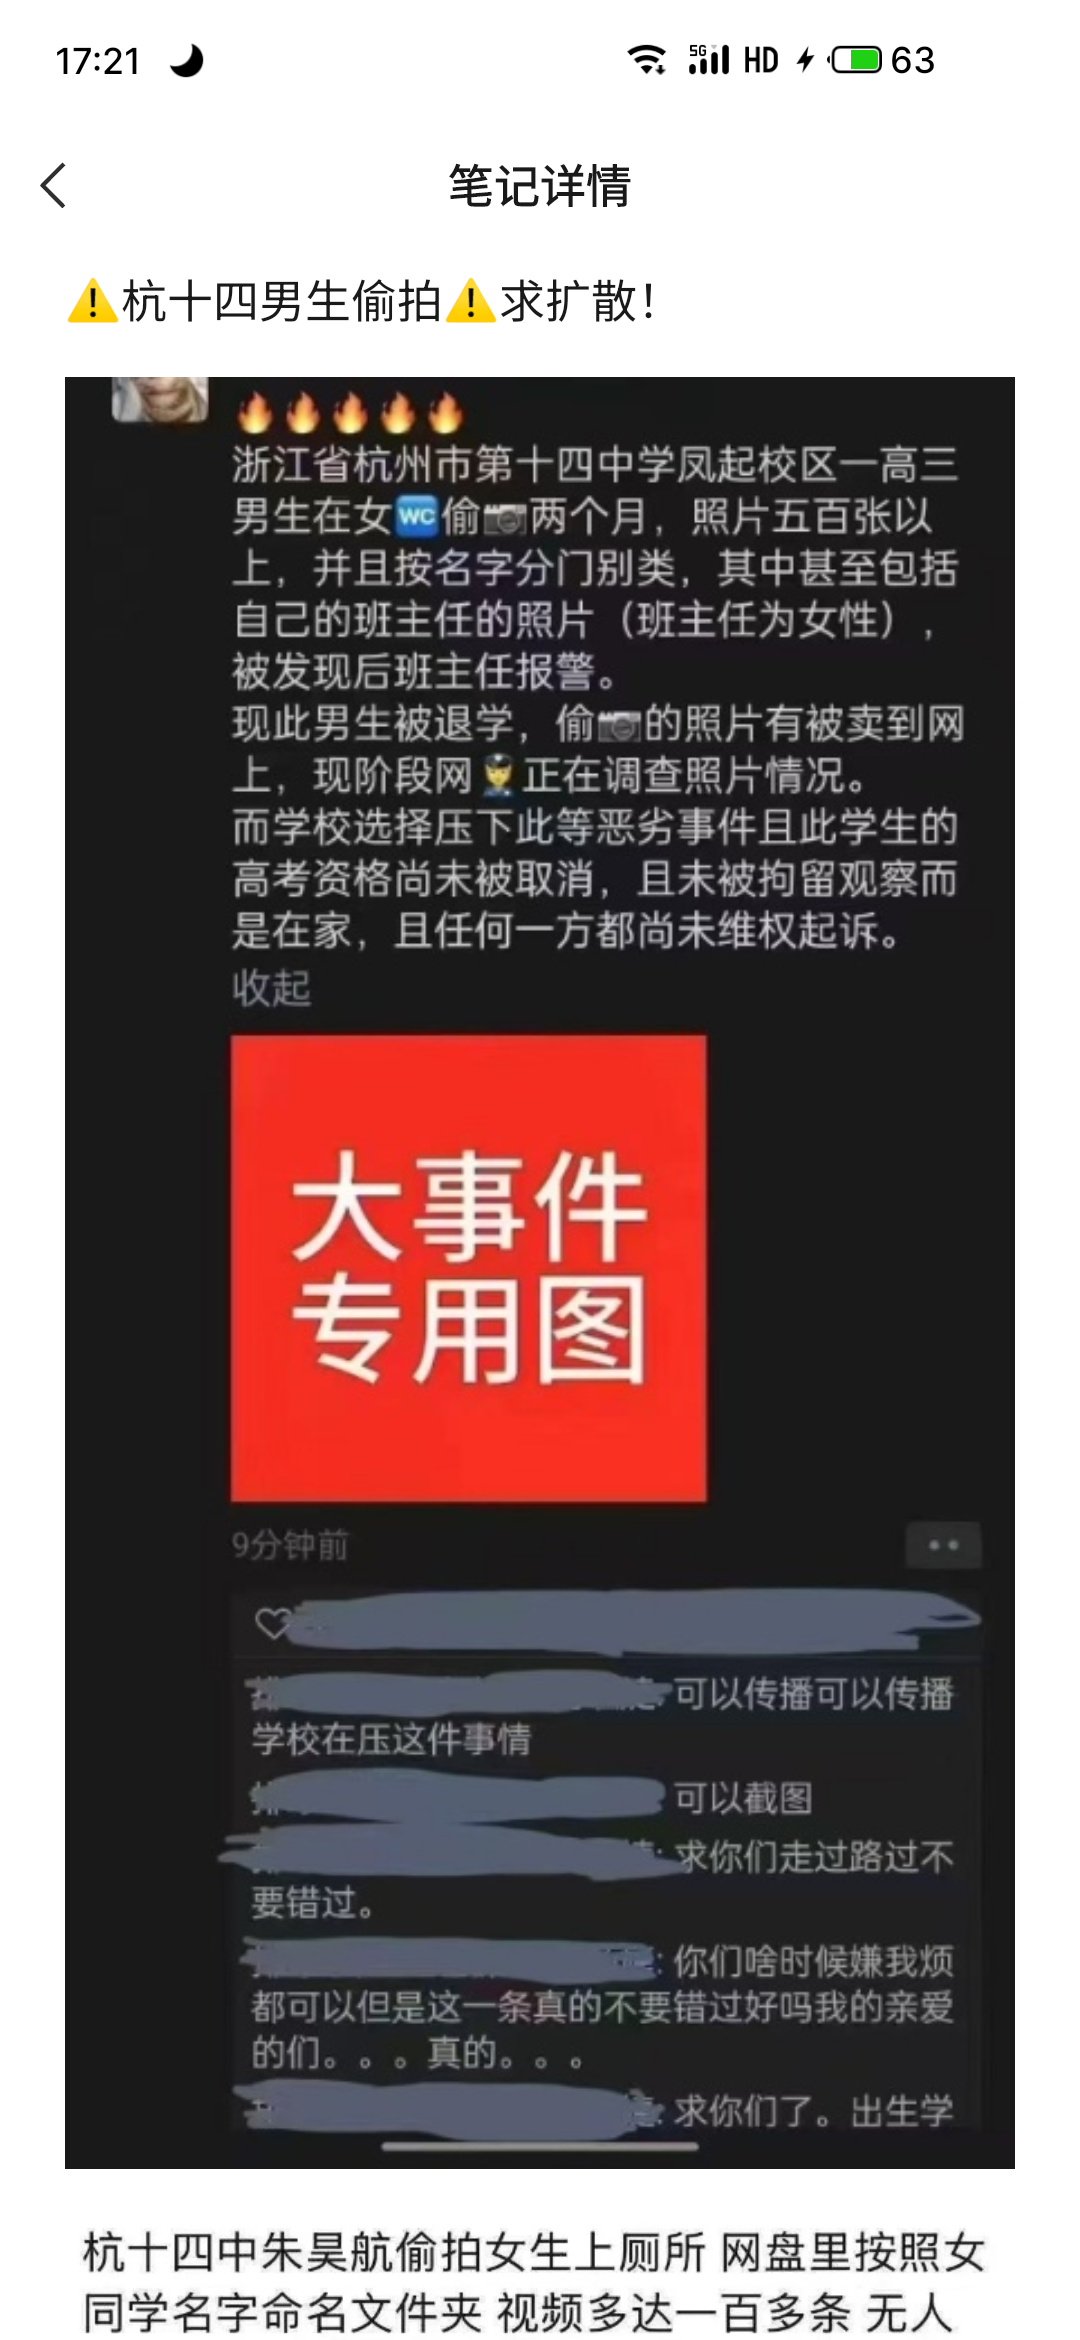 17:21
5G HD 63
笔记详情
⚠️杭十四男生偷拍⚠️求扩散！
🔥🔥🔥🔥🔥
浙江省杭州市第十四中学凤起校区一高三
男生在女🚾偷📷两个月，照片五百张以
上，并且按名字分门别类，其中甚至包括
自己的班主任的照片（班主任为女性），
被发现后班主任报警。
现此男生被退学，偷📷的照片有被卖到网
上，现阶段网👮正在调查照片情况。
而学校选择压下此等恶劣事件且此学生的
高考资格尚未被取消，且未被拘留观察而
是在家，且任何一方都尚未维权起诉。
收起
大事件
专用图
9分钟前
: 可以传播可以传播
学校在压这件事情
可以截图
: 求你们走过路过不
要错过。
: 你们啥时候嫌我烦
都可以但是这一条真的不要错过好吗我的亲爱
的们。。。真的。。。
: 求你们了。出生学
杭十四中朱昊航偷拍女生上厕所 网盘里按照女
同学名字命名文件夹 视频多达一百多条 无人